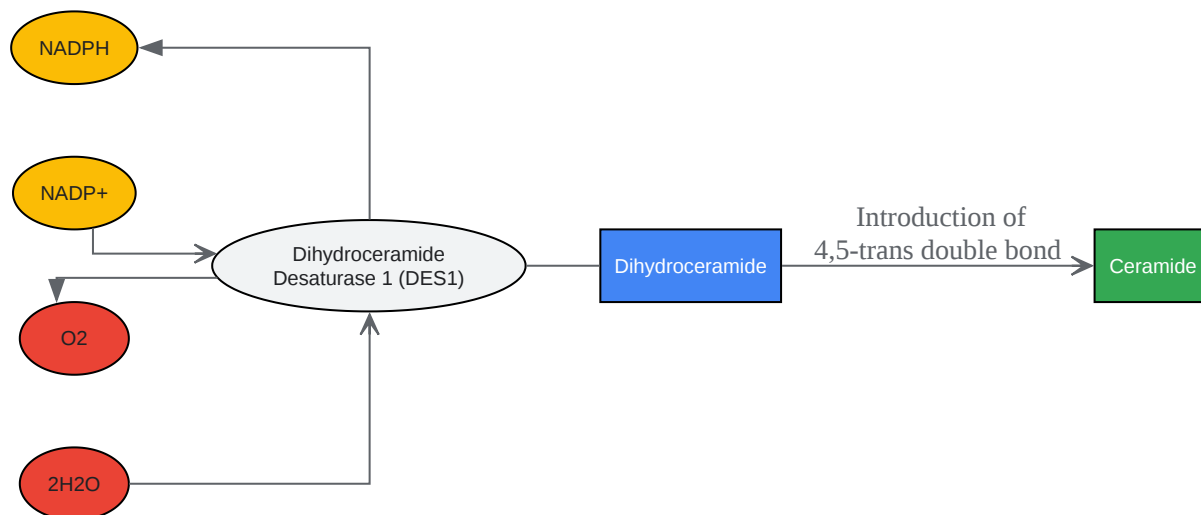 NADPH
NADP+
Dihydroceramide
Desaturase 1 (DES1)
O2
2H2O
Dihydroceramide
Introduction of
4,5-trans double bond
Ceramide